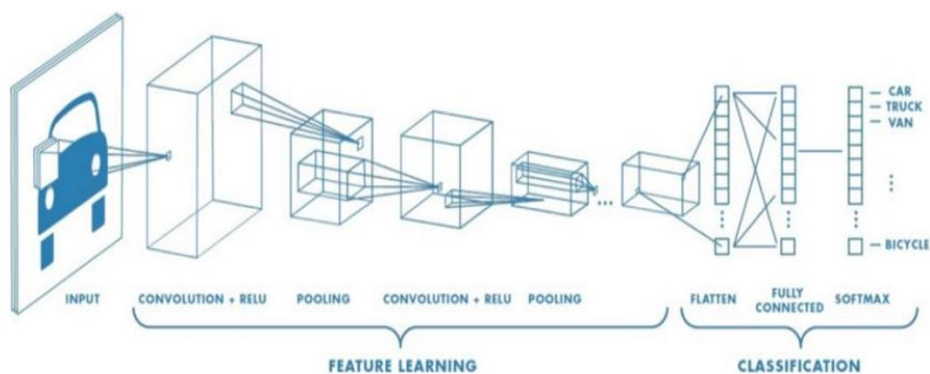 CAR
TRUCK
VAN
BICYCLE
INPUT
CONVOLUTION + RELU
POOLING
CONVOLUTION + RELU
POOLING
FLATTEN
FULLY
CONNECTED
SOFTMAX
FEATURE LEARNING
CLASSIFICATION